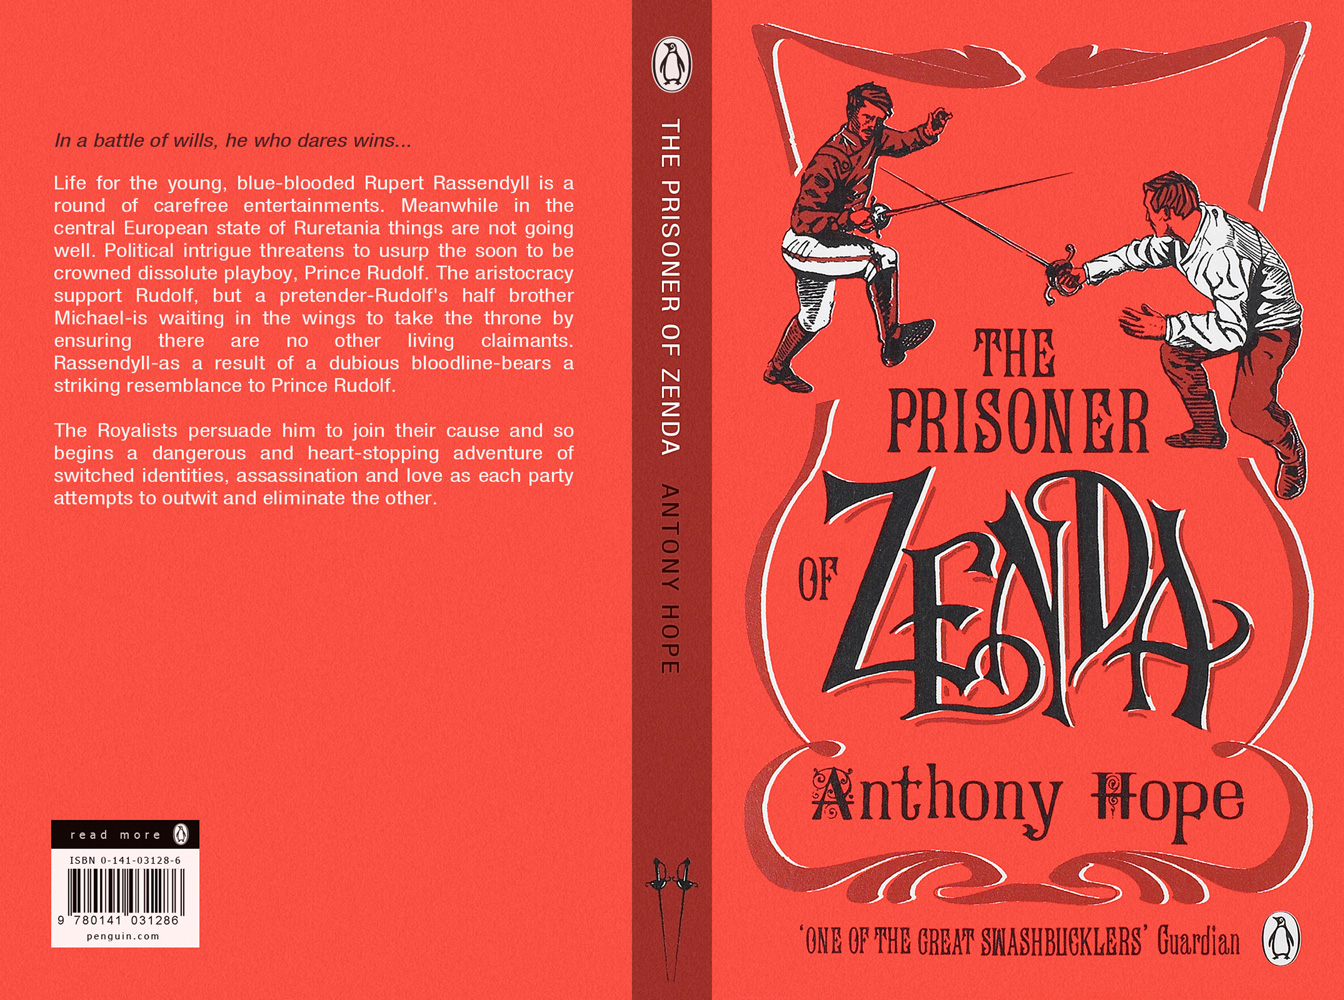 In a battle of wills, he who dares wins...
Life for the young, blue-blooded Rupert Rassendyll is a
round of carefree entertainments. Meanwhile in the
central European state of Ruretania things are not going
well. Political intrigue threatens to usurp the soon to be
crowned dissolute playboy, Prince Rudolf. The aristocracy
support Rudolf, but a pretender-Rudolf's half brother
Michael-is waiting in the wings to take the throne by
ensuring there are no other living claimants.
Rassendyll-as a result of a dubious bloodline-bears a
striking resemblance to Prince Rudolf.
The Royalists persuade him to join their cause and so
begins a dangerous and heart-stopping adventure of
switched identities, assassination and love as each party
attempts to outwit and eliminate the other.
read more
ISBN 0-141-03128-6
9 780141 031286
penguin.com
THE PRISONER OF ZENDA ANTONY HOPE
THE
PRISONER
OF ZENDA
Anthony Hope
'ONE OF THE GREAT SWASHBUCKLERS' Guardian